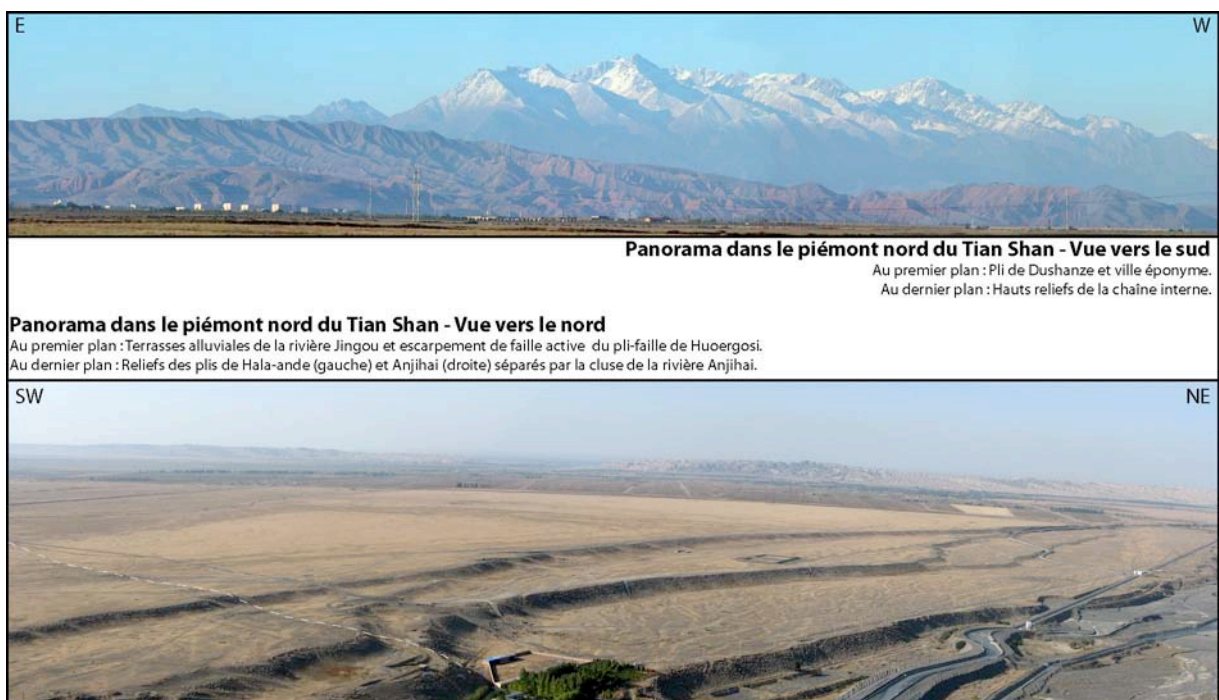 E
W
Panorama dans le piémont nord du Tian Shan - Vue vers le sud
Au premier plan : Pli de Dushanze et ville éponyme.
Au dernier plan : Hauts reliefs de la chaîne interne.
Panorama dans le piémont nord du Tian Shan - Vue vers le nord
Au premier plan : Terrasses alluviales de la rivière Jingou et escarpement de faille active du pli-faille de Huoergosi.
Au dernier plan : Reliefs des plis de Hala-ande (gauche) et Anjihai (droite) séparés par la cluse de la rivière Anjihai.
SW
NE